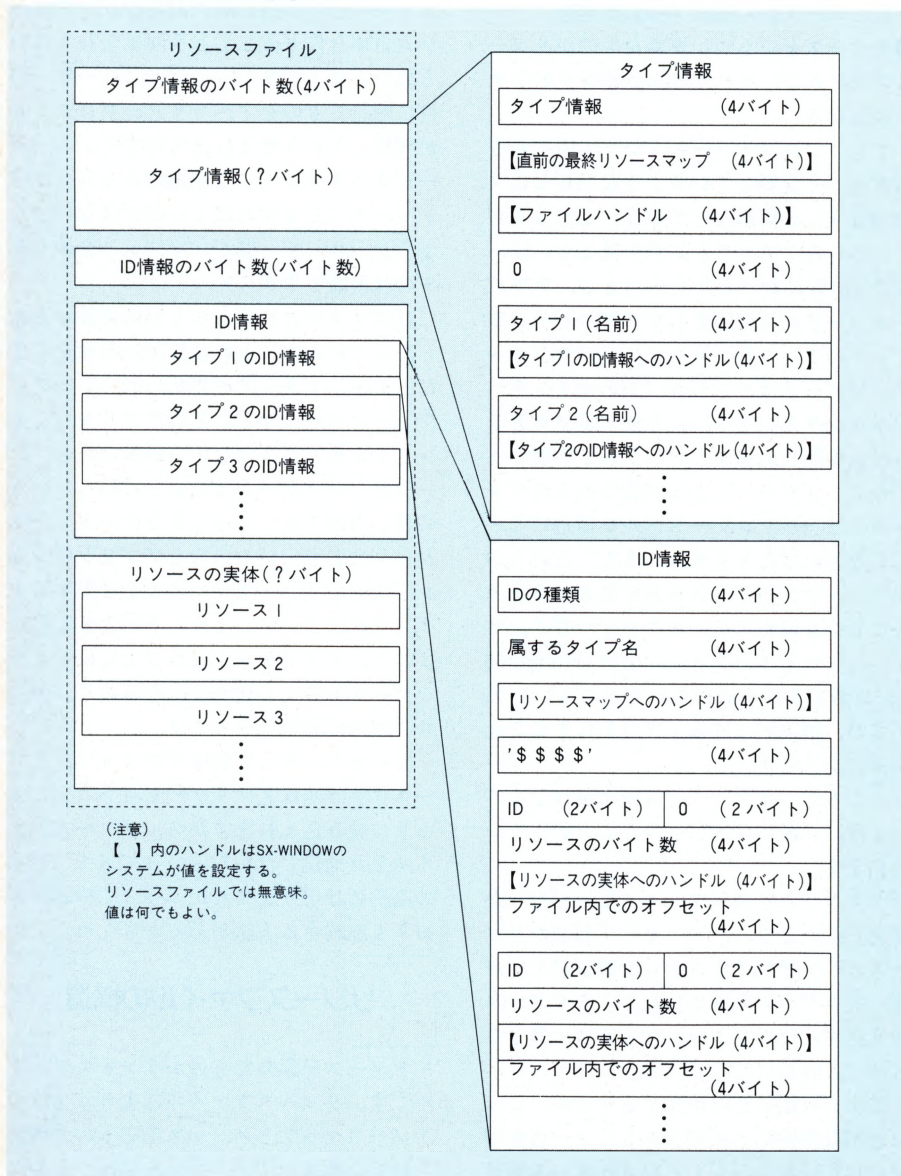 リソースファイル
タイプ情報のバイト数(4バイト)
タイプ情報(?バイト)
ID情報のバイト数(バイト数)
ID情報
タイプ1のID情報
タイプ2のID情報
タイプ3のID情報
リソースの実体(?バイト)
リソース1
リソース2
リソース3
(注意)
【 】内のハンドルはSX-WINDOWの
システムが値を設定する。
リソースファイルでは無意味。
値は何でもよい。
タイプ情報
タイプ情報 (4バイト)
【直前の最終リソースマップ (4バイト)】
【ファイルハンドル (4バイト)】
0 (4バイト)
タイプ1(名前) (4バイト)
【タイプ1のID情報へのハンドル(4バイト)】
タイプ2(名前) (4バイト)
【タイプ2のID情報へのハンドル(4バイト)】
ID情報
IDの種類 (4バイト)
属するタイプ名 (4バイト)
【リソースマップへのハンドル(4バイト)】
'$$$$' (4バイト)
ID (2バイト) 0 (2バイト)
リソースのバイト数 (4バイト)
【リソースの実体へのハンドル(4バイト)】
ファイル内でのオフセット
(4バイト)
ID (2バイト) 0 (2バイト)
リソースのバイト数 (4バイト)
【リソースの実体へのハンドル(4バイト)】
ファイル内でのオフセット
(4バイト)